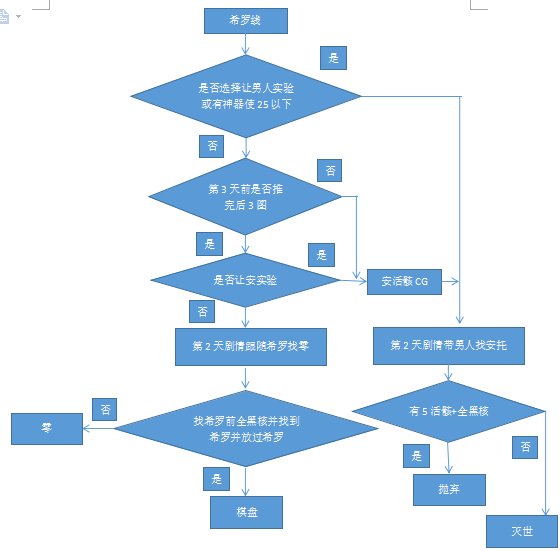 希罗线
是
是否选择让男人实验
或有神器使25以下
否
否
第3天前是否推
完后3图
是
是
是否让安实验
安活骸CG
否
第2天剧情跟随希罗找零
第2天剧情带男人找安托
否
找希罗前全黑核并找到
希罗并放过希罗
有5活骸+全黑核
零
是
否
是
抛弃
棋盘
灭世